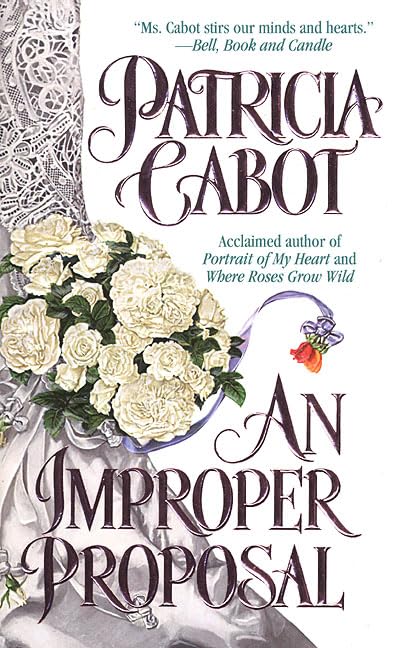 “Ms. Cabot stirs our minds and hearts.”
—Bell, Book and Candle
PATRICIA
CABOT
Acclaimed author of
Portrait of My Heart and
Where Roses Grow Wild
AN
IMPROPER
PROPOSAL